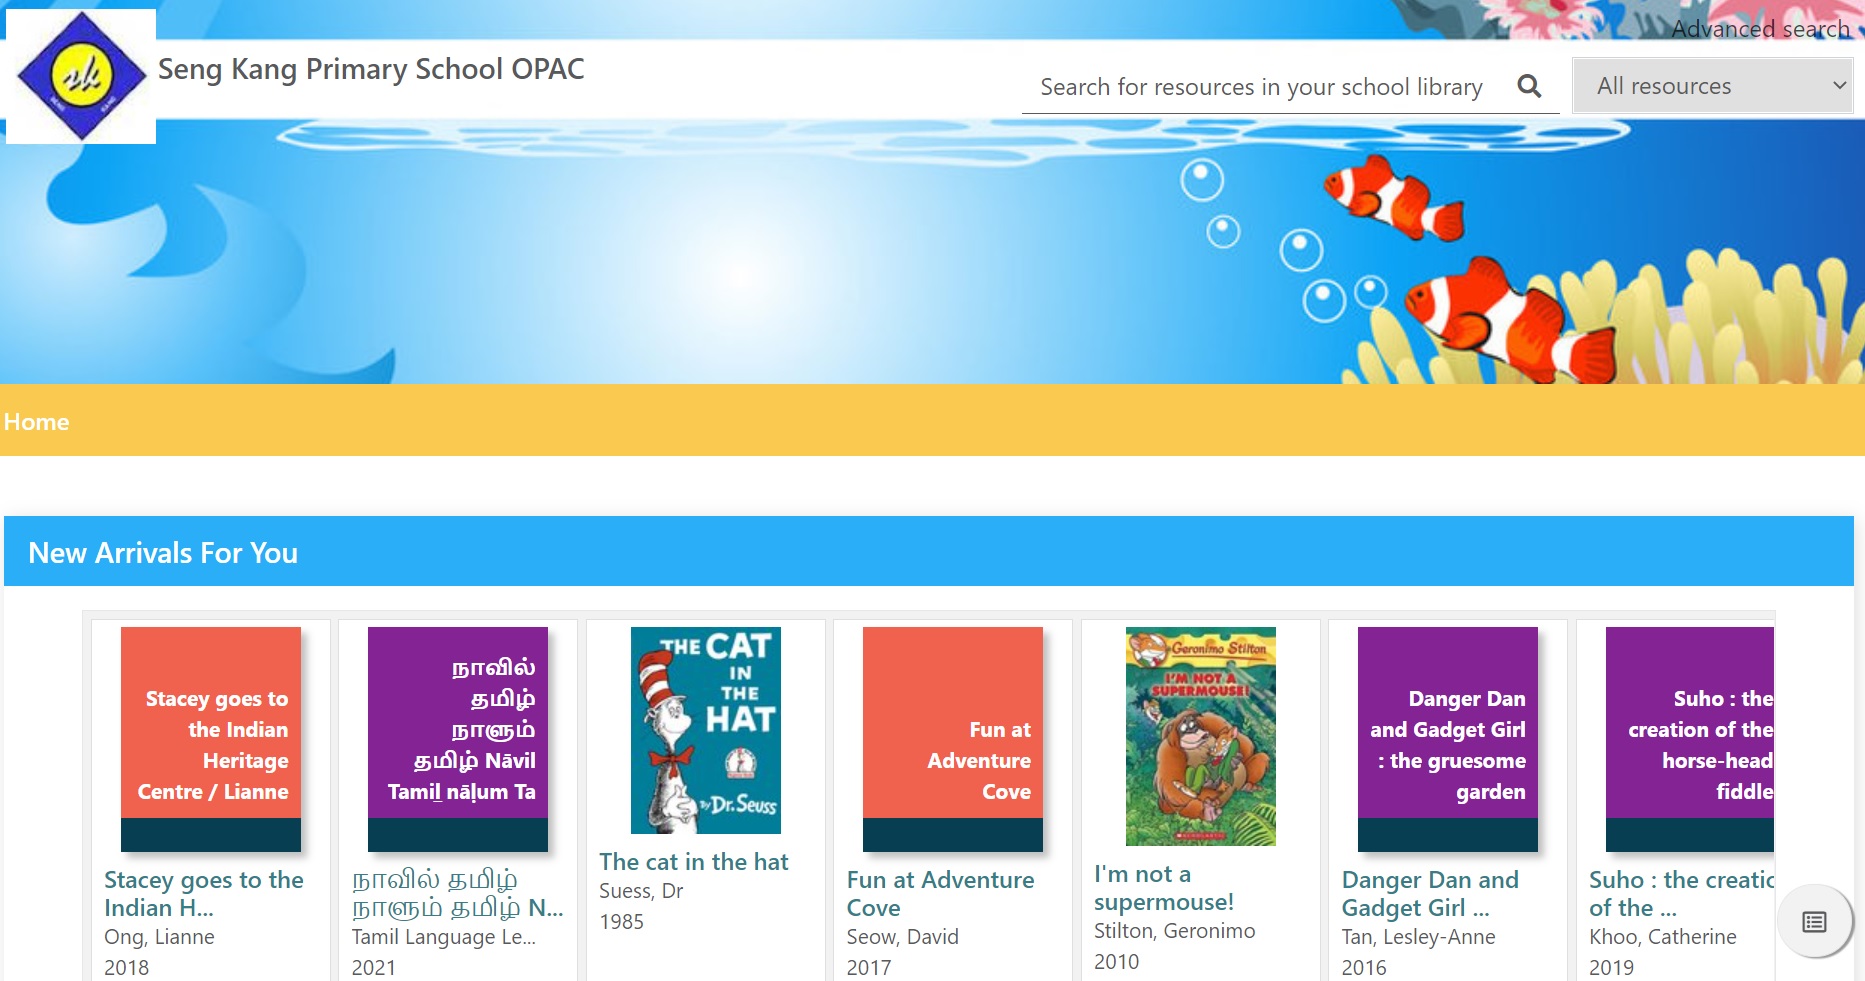 Advanced search
Seng Kang Primary School OPAC
Search for resources in your school library
All resources
Home
New Arrivals For You
Stacey goes to
the Indian
Heritage
Centre / Lianne
Stacey goes to the
Indian H...
Ong, Lianne
2018
நாவில்
தமிழ்
நாளும்
தமிழ் Nāvil
Tamil̲ nāḷum Ta
நாவில் தமிழ்
நாளும் தமிழ் N...
Tamil Language Le...
2021
THE CAT
IN
THE
HAT
By Dr. Seuss
The cat in the hat
Suess, Dr
1985
Fun at
Adventure
Cove
Fun at Adventure
Cove
Seow, David
2017
Geronimo Stilton
I'M NOT A
SUPERMOUSE!
SCHOLASTIC
I'm not a
supermouse!
Stilton, Geronimo
2010
Danger Dan
and Gadget Girl
: the gruesome
garden
Danger Dan and
Gadget Girl ...
Tan, Lesley-Anne
2016
Suho : the
creation of the
horse-head
fiddle
Suho : the creatic
of the ...
Khoo, Catherine
2019